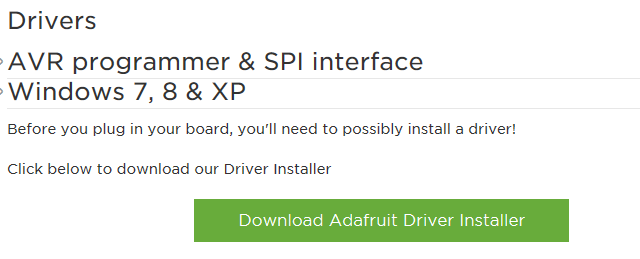 Drivers
AVR programmer & SPI interface
Windows 7, 8 & XP
Before you plug in your board, you'll need to possibly install a driver!
Click below to download our Driver Installer
Download Adafruit Driver Installer